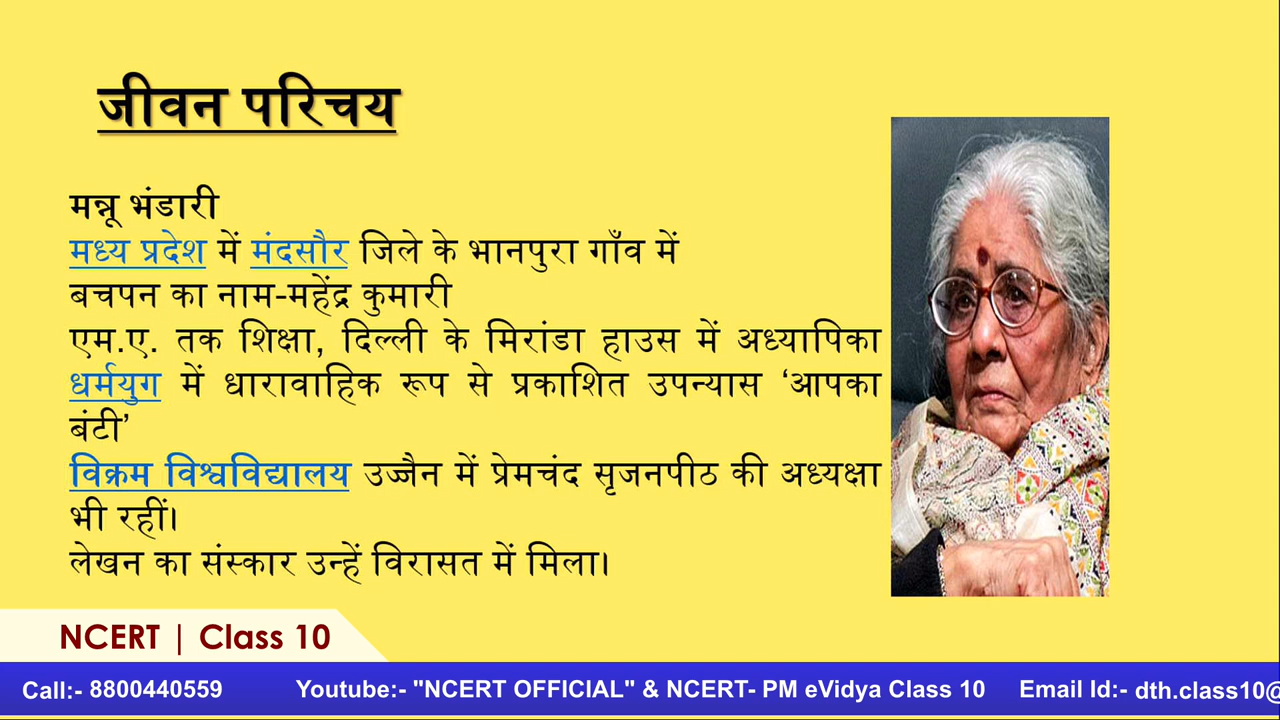 जीवन परिचय
मन्नू भंडारी
मध्य प्रदेश में मंदसौर जिले के भानपुरा गाँव में
बचपन का नाम-महेंद्र कुमारी
एम.ए. तक शिक्षा, दिल्ली के मिरांडा हाउस में अध्यापिका
धर्मयुग में धारावाहिक रूप से प्रकाशित उपन्यास ‘आपका
बंटी’
विक्रम विश्वविद्यालय उज्जैन में प्रेमचंद सृजनपीठ की अध्यक्षा
भी रहीं।
लेखन का संस्कार उन्हें विरासत में मिला।
NCERT | Class 10
Call:- 8800440559 Youtube:- "NCERT OFFICIAL" & NCERT- PM eVidya Class 10 Email Id:- dth.class10@